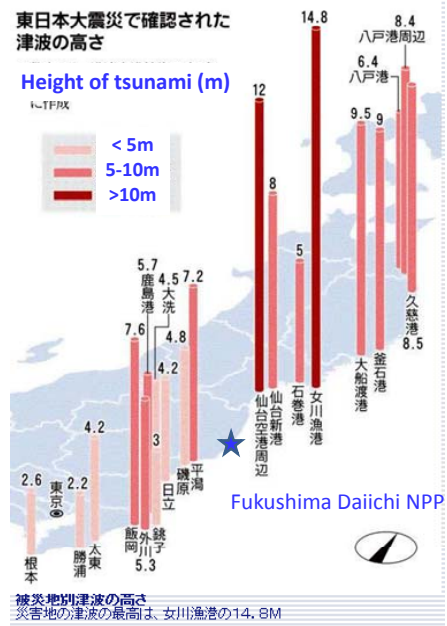 東日本大震災で確認された
津波の高さ
Height of tsunami (m)
に作成
< 5m
5-10m
>10m
14.8
8.4
八戸港周辺
6.4
八戸港
12
9.5
9
8
5
久慈港
8.5
釜石港
大船渡港
女川漁港
石巻港
仙台新港
仙台空港周辺
5.7
鹿島港
4.5
大洗
7.2
7.6
4.8
4.2
3
平潟
磯原
日立
銚子
外川
5.3
飯岡
4.2
2.6
東京
2.2
太東
勝浦
根本
Fukushima Daiichi NPP
被災地別津波の高さ
災害地の津波の最高は、女川漁港の14.8M